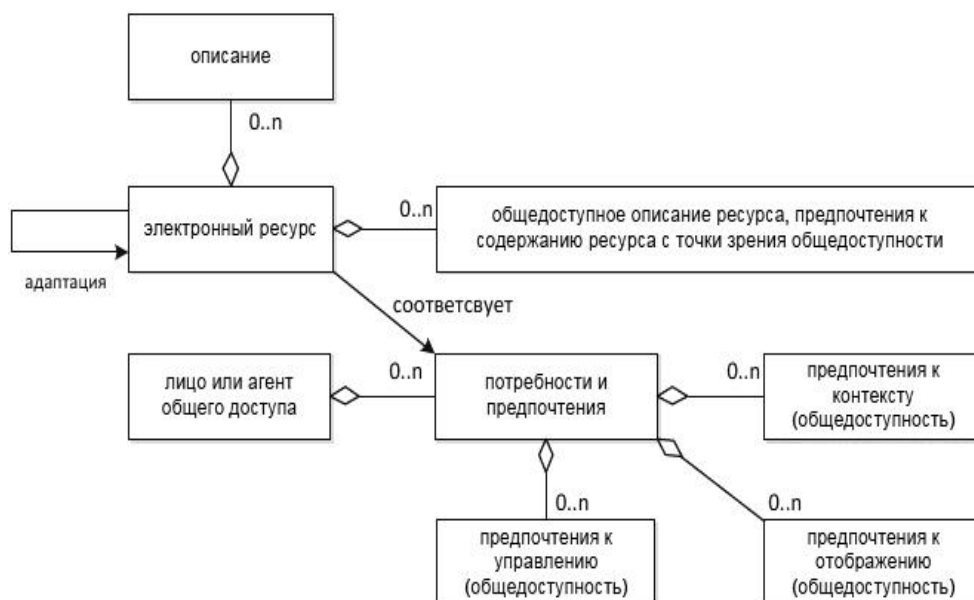 описание
0..n
электронный ресурс
0..n
общедоступное описание ресурса, предпочтения к
содержанию ресурса с точки зрения общедоступности
адаптация
соответсвует
лицо или агент
общего доступа
0..n
потребности и
предпочтения
0..n
предпочтения к
контексту
(общедоступность)
0..n
предпочтения к
управлению
(общедоступность)
0..n
предпочтения к
отображению
(общедоступность)